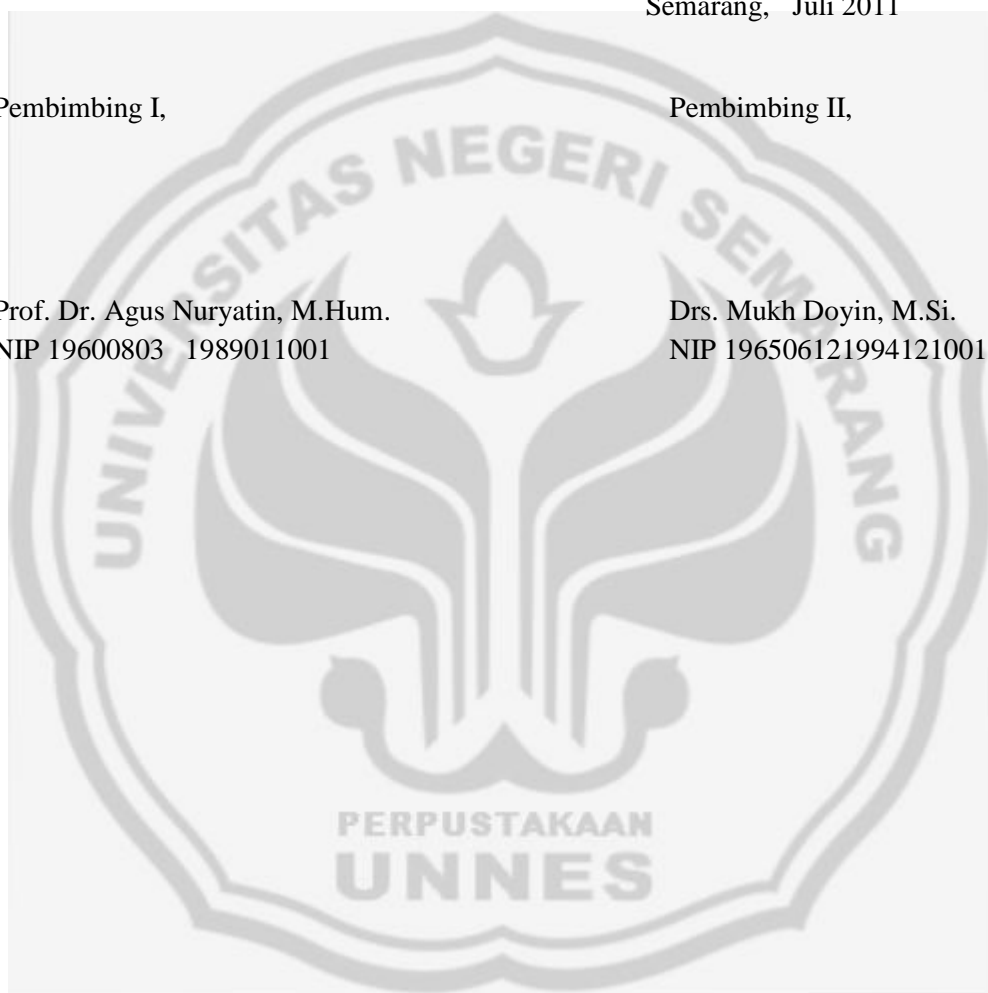 Semarang, Juli 2011
Pembimbing I, Pembimbing II,
Prof. Dr. Agus Nuryatin, M.Hum. Drs. Mukh Doyin, M.Si.
NIP 19600803 1989011001 NIP 196506121994121001
UNIVERSITAS NEGERI SEMARANG
PERPUSTAKAAN
UNNES